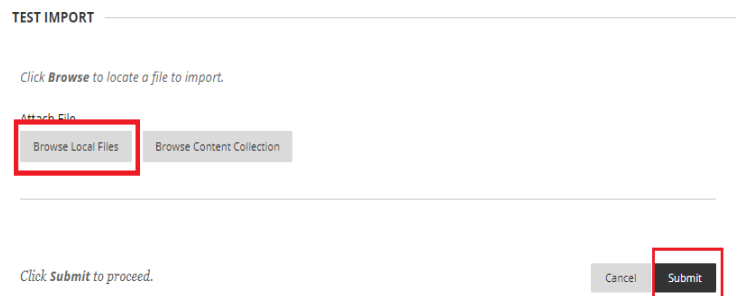 TEST IMPORT
Click Browse to locate a file to import.
Attach File
Browse Local Files Browse Content Collection
Click Submit to proceed. Cancel Submit